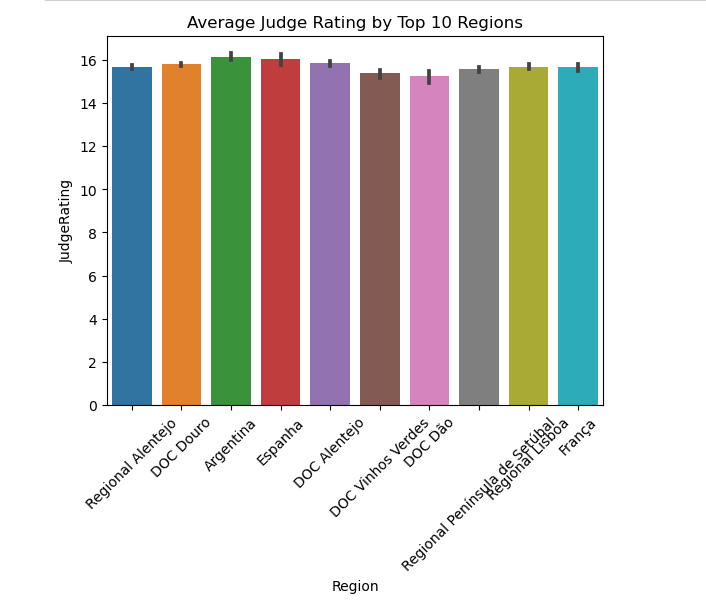 Average Judge Rating by Top 10 Regions
16
14
12
10
8
6
4
2
0
JudgeRating
Regional Alentejo
DOC Douro
Argentina
Espanha
DOC Alentejo
DOC Vinhos Verdes
DOC Dão
Regional Península de Setúbal
Regional Lisboa
França
Region